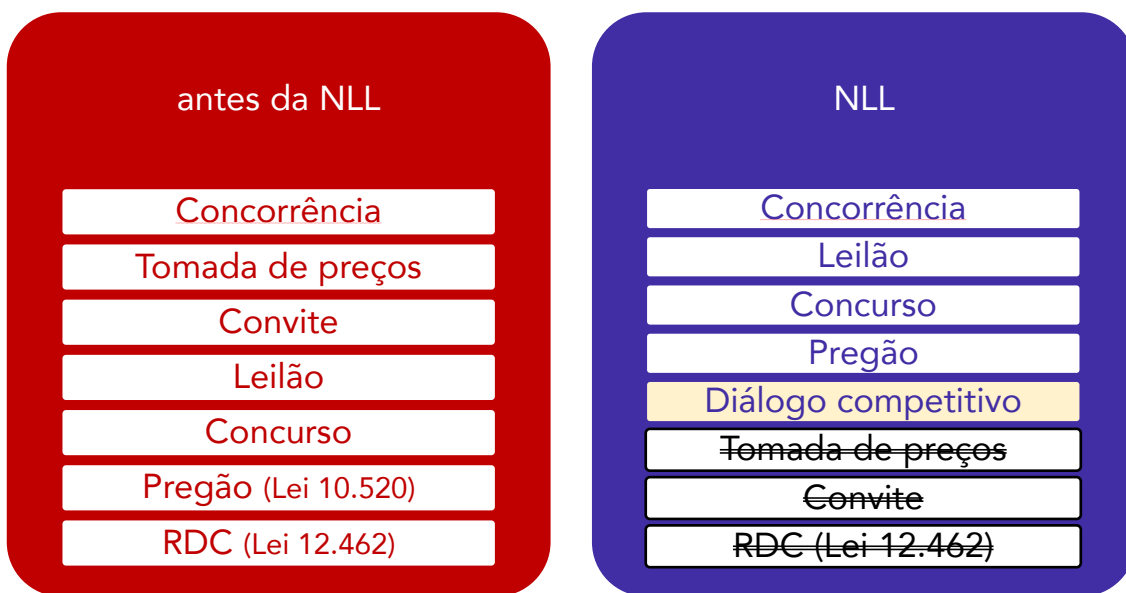 antes da NLL
Concorrência
Tomada de preços
Convite
Leilão
Concurso
Pregão (Lei 10.520)
RDC (Lei 12.462)
NLL
Concorrência
Leilão
Concurso
Pregão
Diálogo competitivo
Tomada de preços
Convite
RDC (Lei 12.462)